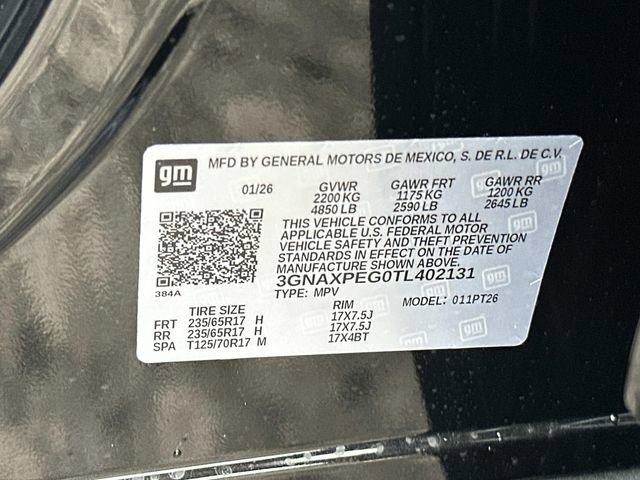 gm MFD BY GENERAL MOTORS DE MEXICO, S. DE R.L. DE C.V.
01/26 GVWR GAWR FRT GAWR RR
2200 KG 1175 KG 1200 KG
4850 LB 2590 LB 2645 LB
THIS VEHICLE CONFORMS TO ALL
APPLICABLE U.S. FEDERAL MOTOR
VEHICLE SAFETY AND THEFT PREVENTION
STANDARDS IN EFFECT ON THE DATE OF
MANUFACTURE SHOWN ABOVE.
3GNAXPEG0TL402131
384A TYPE: MPV MODEL: 011PT26
TIRE SIZE RIM
FRT 235/65R17 H 17X7.5J
RR 235/65R17 H 17X7.5J
SPA T125/70R17 M 17X4BT